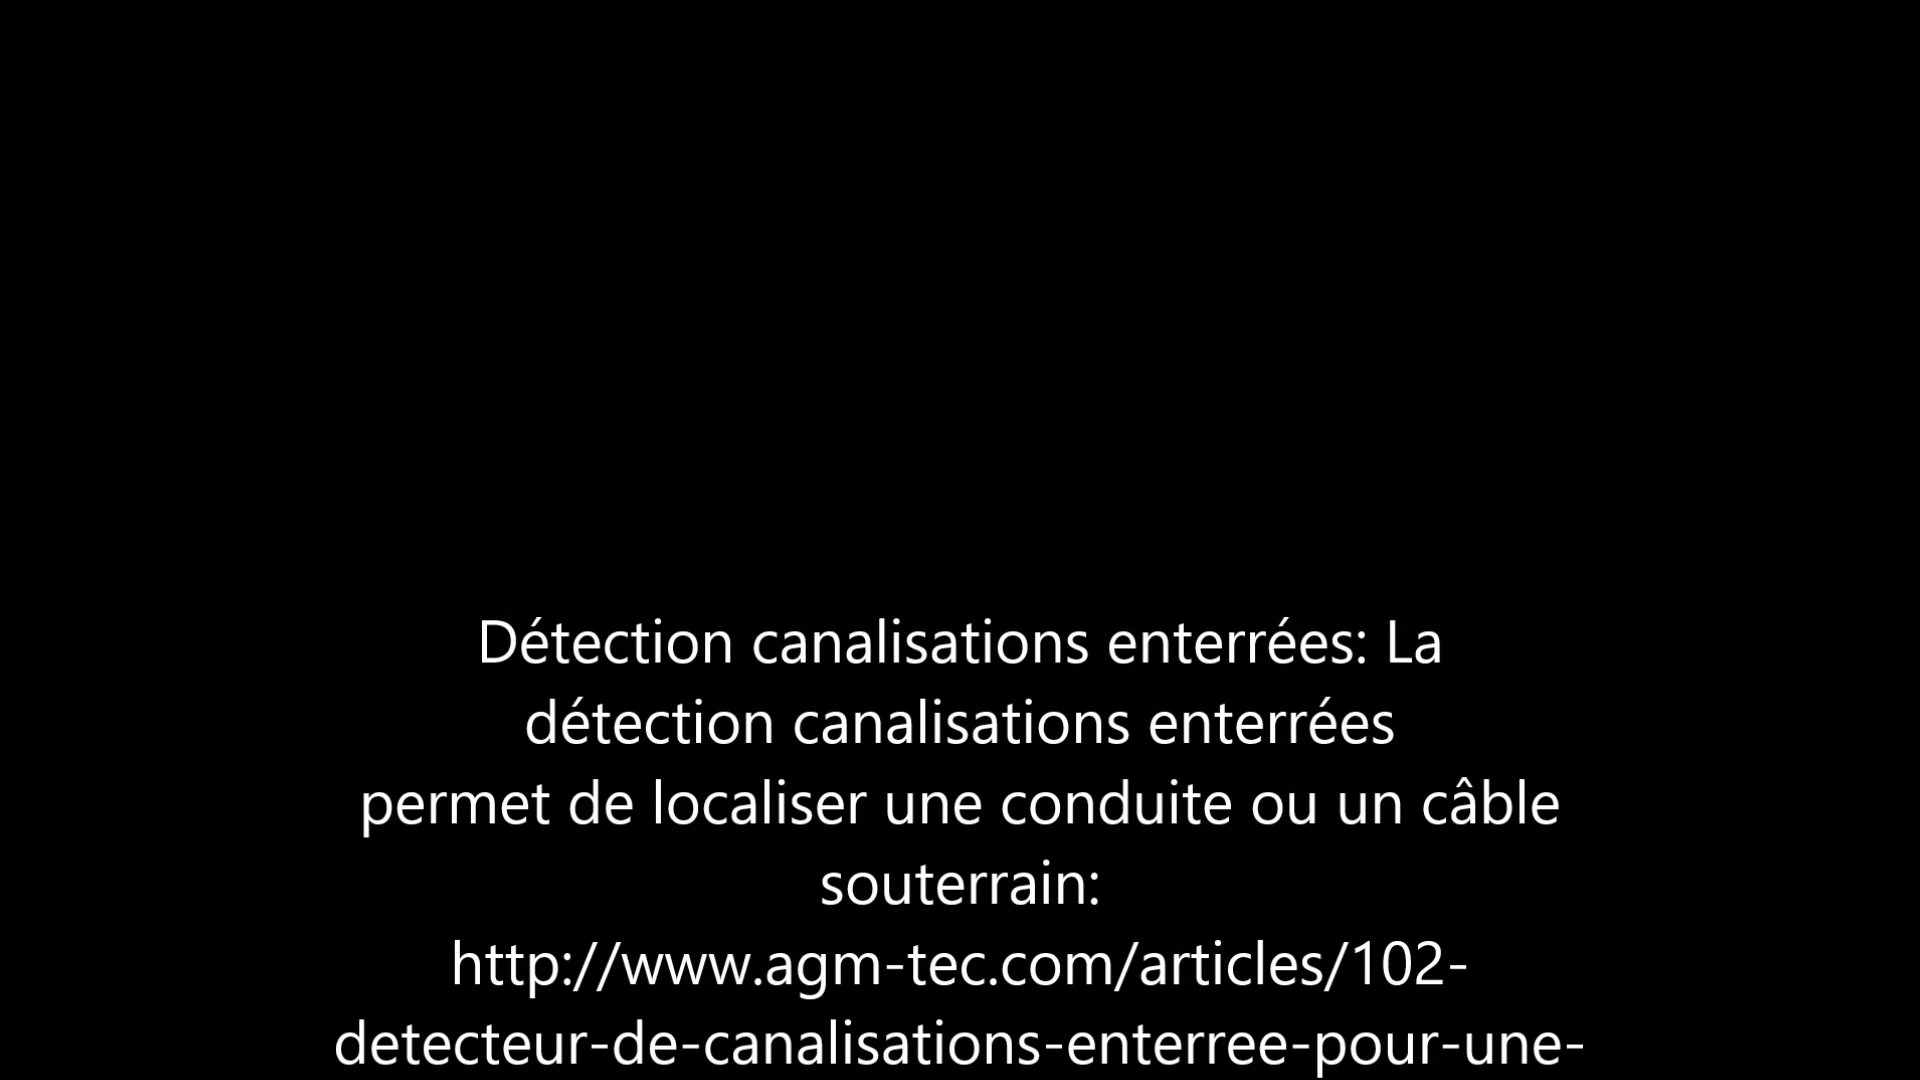 Détection canalisations enterrées: La
détection canalisations enterrées
permet de localiser une conduite ou un câble
souterrain:
http://www.agm-tec.com/articles/102-
detecteur-de-canalisations-enterree-pour-une-